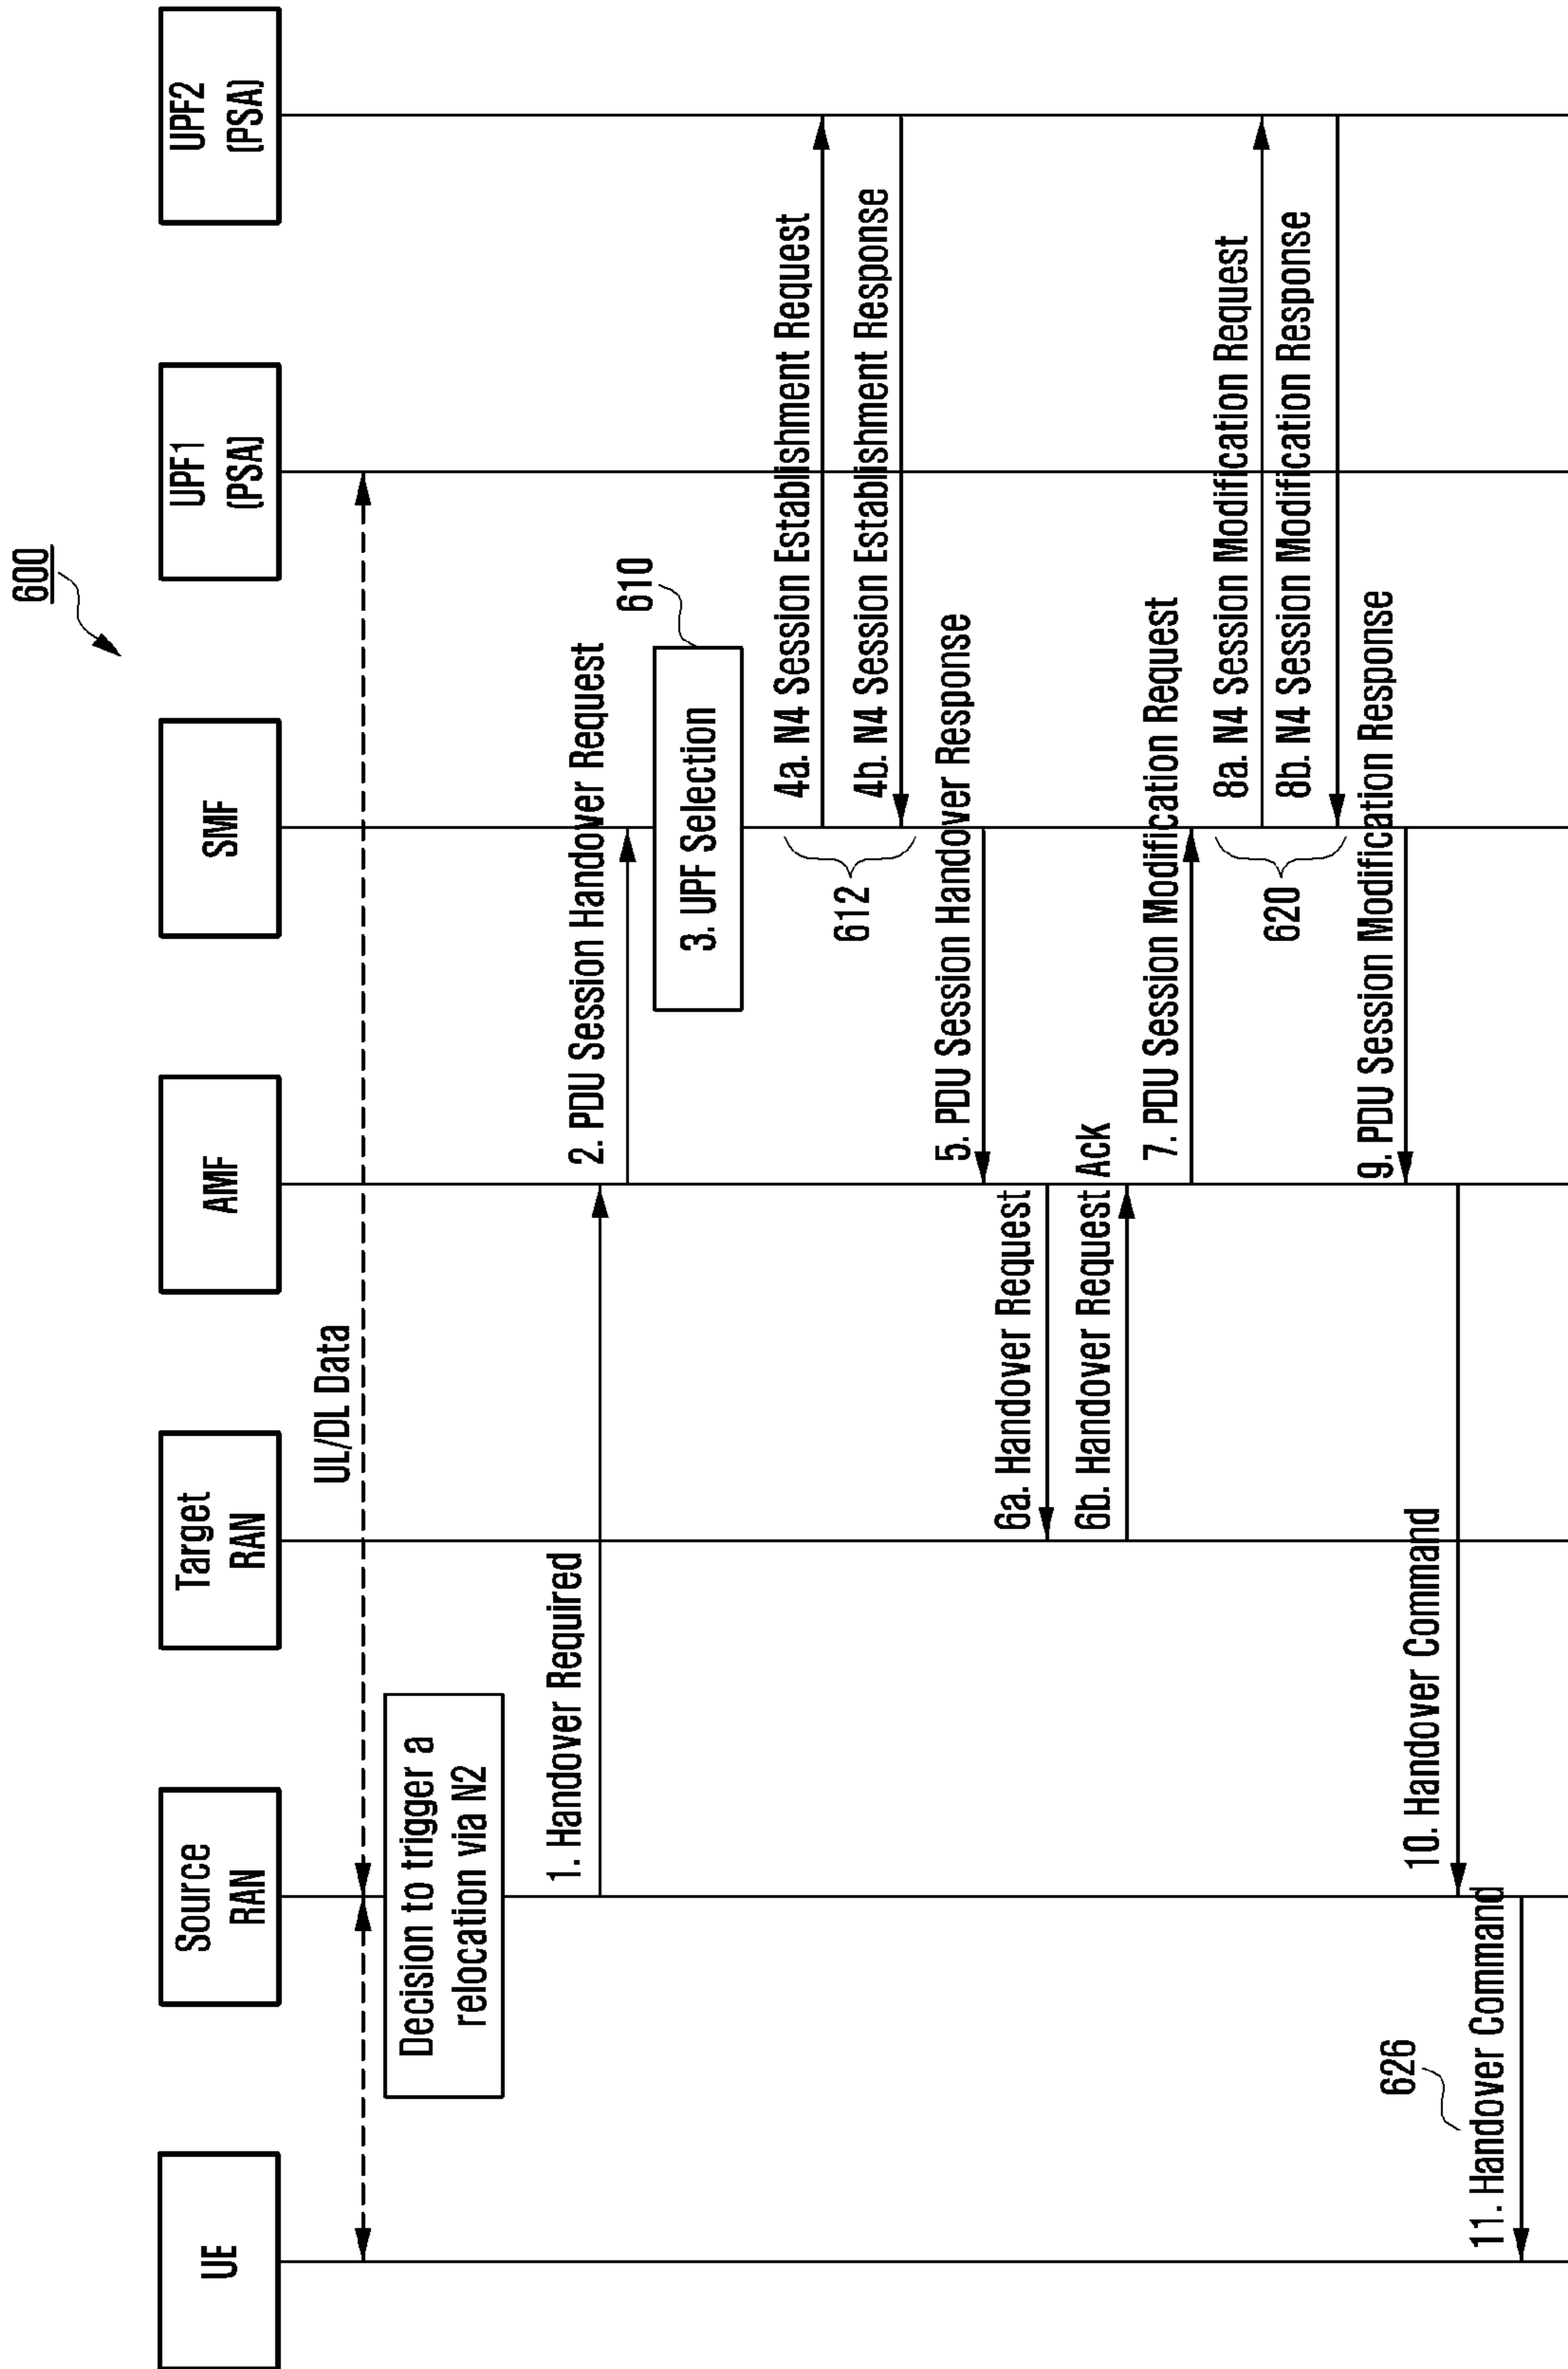 600
UE
Source
RAN
Target
RAN
AMF
SMF
UPF1
(PSA)
UPF2
(PSA)
UL/DL Data
Decision to trigger a
relocation via N2
1. Handover Required
2. PDU Session Handover Request
610
3. UPF Selection
4a. N4 Session Establishment Request
612
4b. N4 Session Establishment Response
5. PDU Session Handover Response
6a. Handover Request
6b. Handover Request Ack
7. PDU Session Modification Request
8a. N4 Session Modification Request
620
8b. N4 Session Modification Response
9. PDU Session Modification Response
10. Handover Command
626
11. Handover Command